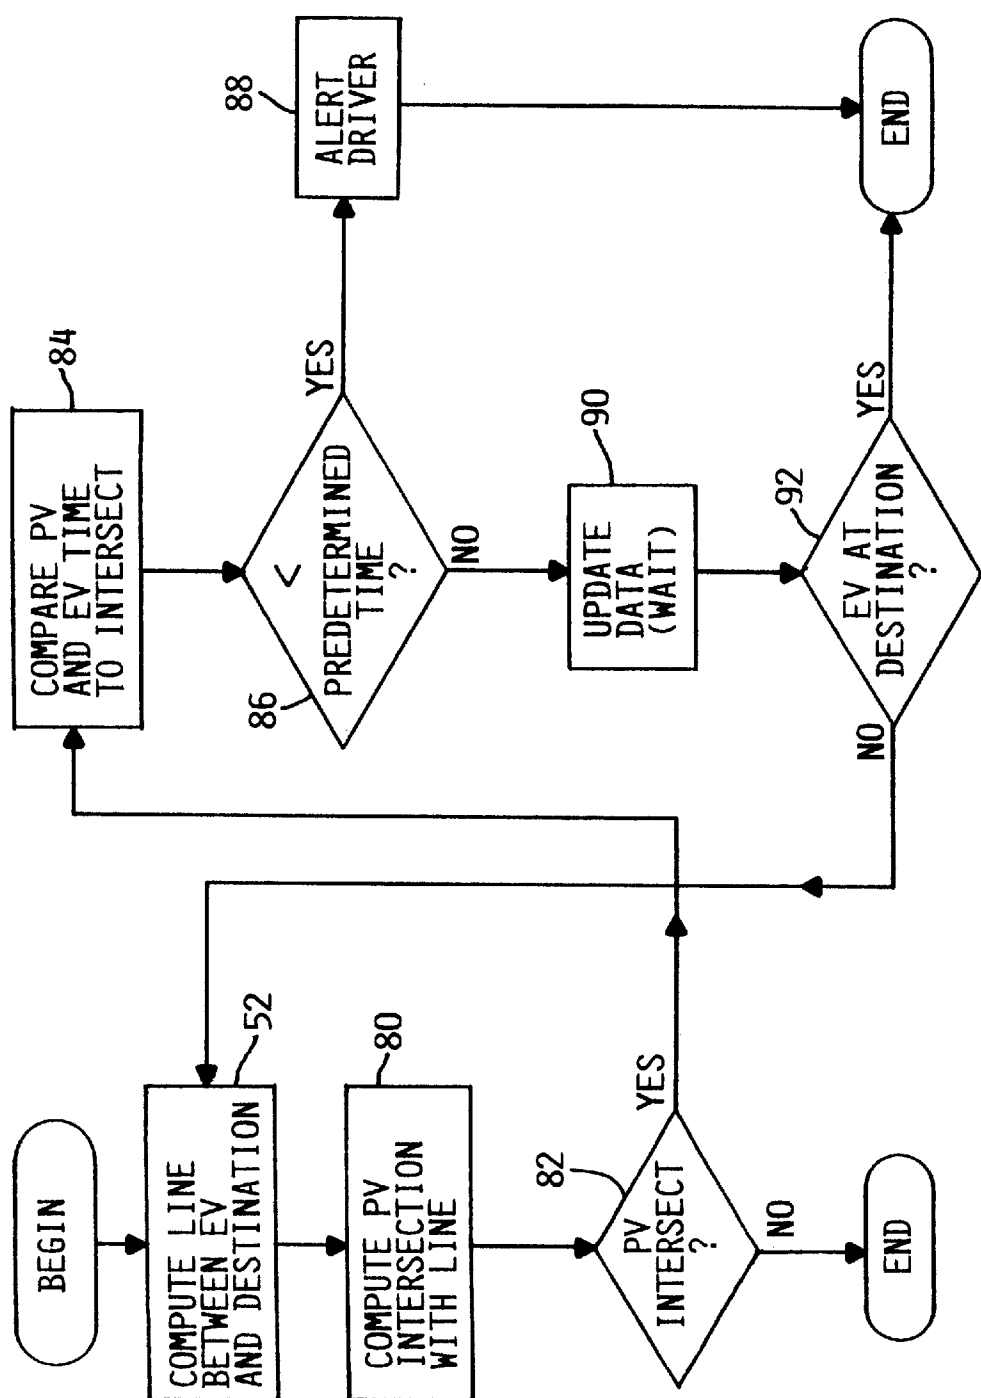 BEGIN
COMPUTE LINE
BETWEEN EV
AND DESTINATION
52
COMPUTE PV
INTERSECTION
WITH LINE
80
PV
INTERSECT
?
82
YES
NO
END
COMPARE PV
AND EV TIME
TO INTERSECT
84
<
PREDETERMINED
TIME
?
86
YES
NO
ALERT
DRIVER
88
UPDATE
DATA
(WAIT)
90
EV AT
DESTINATION
?
92
NO
YES
END